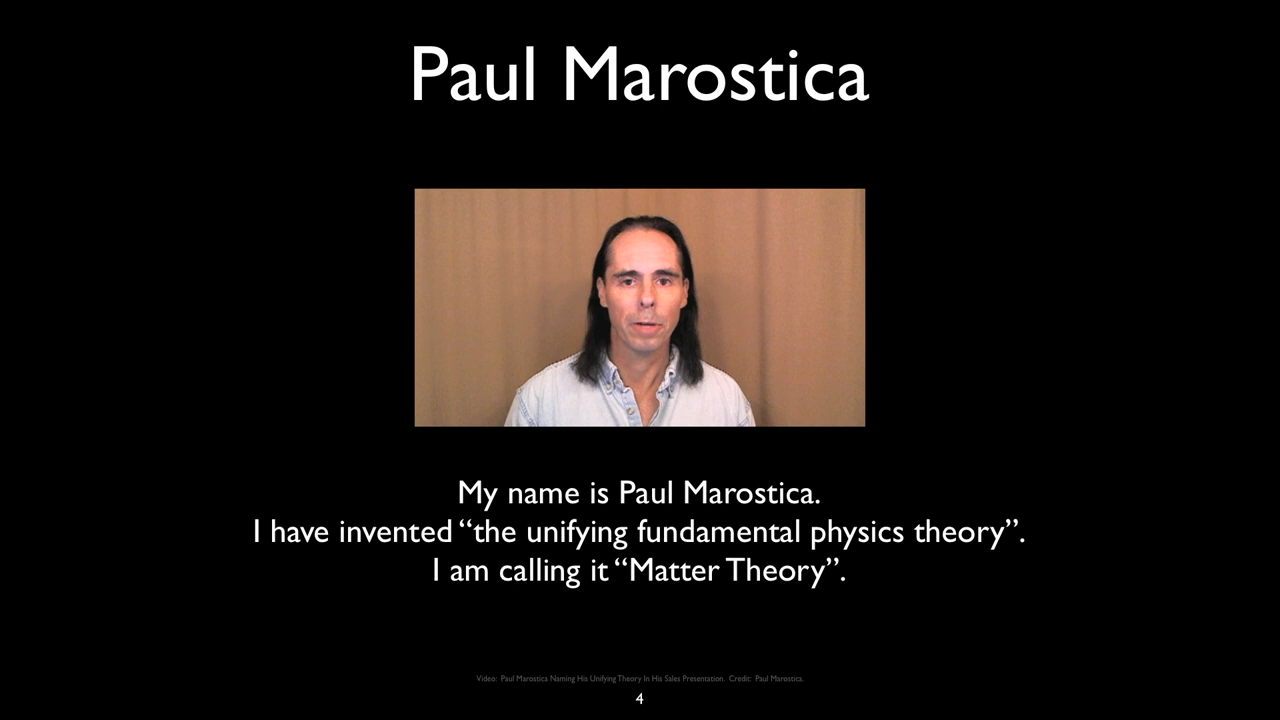 Paul Marostica
My name is Paul Marostica.
I have invented “the unifying fundamental physics theory”.
I am calling it “Matter Theory”.
Video:  Paul Marostica Naming His Unifying Theory In His Sales Presentation.  Credit:  Paul Marostica.
4